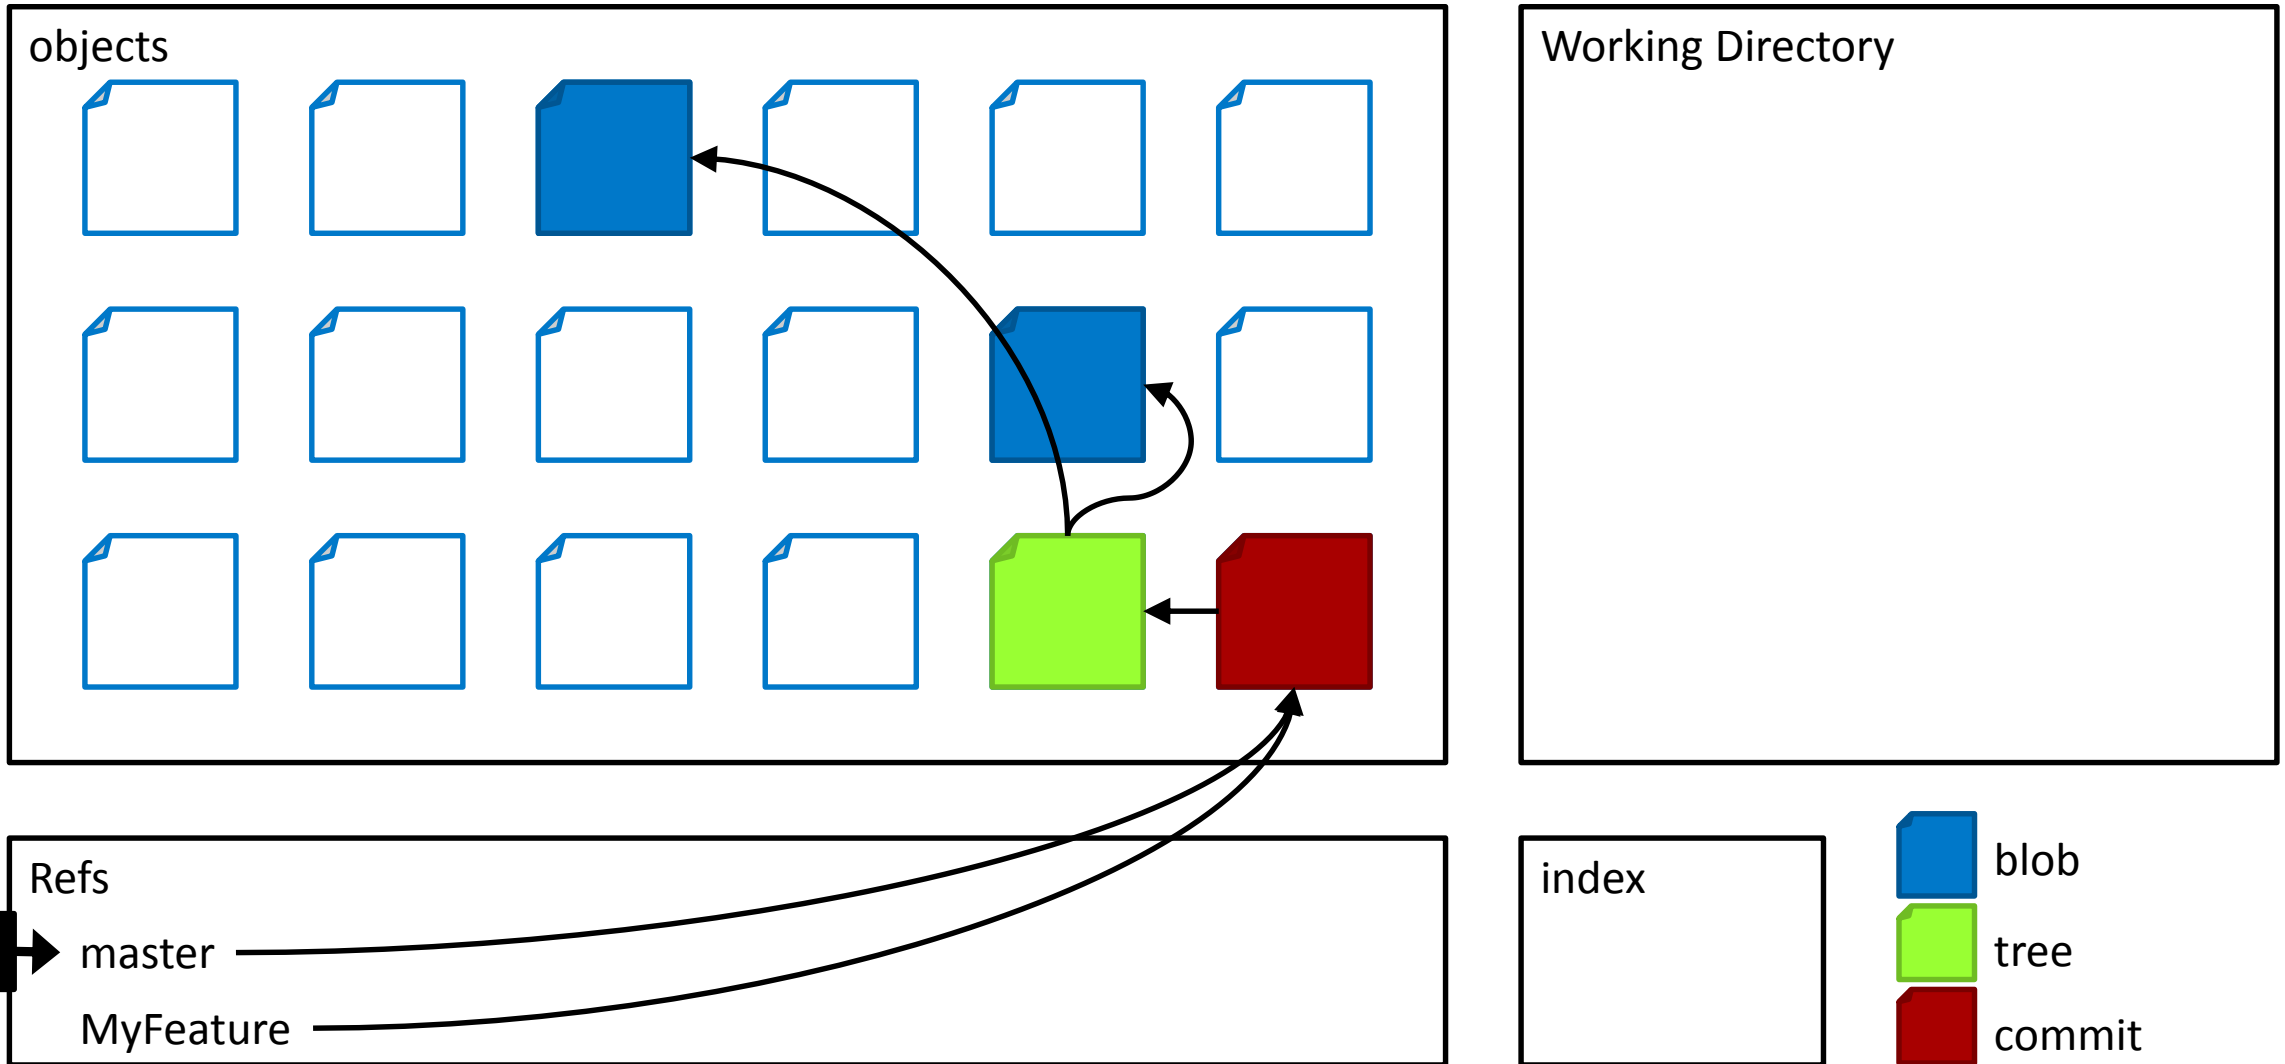 objects
Working Directory
Refs
master
MyFeature
index
blob
tree
commit